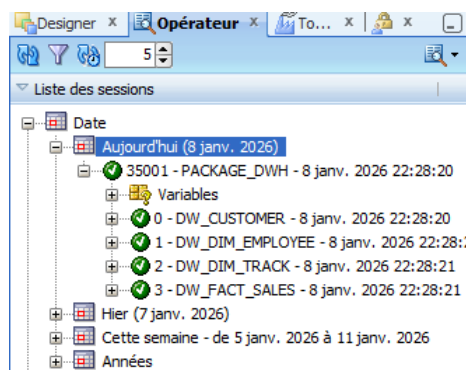 Designer x Opérateur x To... x x
5
Liste des sessions
Date
Aujourd'hui (8 janv. 2026)
35001 - PACKAGE_DWH - 8 janv. 2026 22:28:20
Variables
0 - DW_CUSTOMER - 8 janv. 2026 22:28:20
1 - DW_DIM_EMPLOYEE - 8 janv. 2026 22:28:2
2 - DW_DIM_TRACK - 8 janv. 2026 22:28:21
3 - DW_FACT_SALES - 8 janv. 2026 22:28:21
Hier (7 janv. 2026)
Cette semaine - de 5 janv. 2026 à 11 janv. 2026
Années